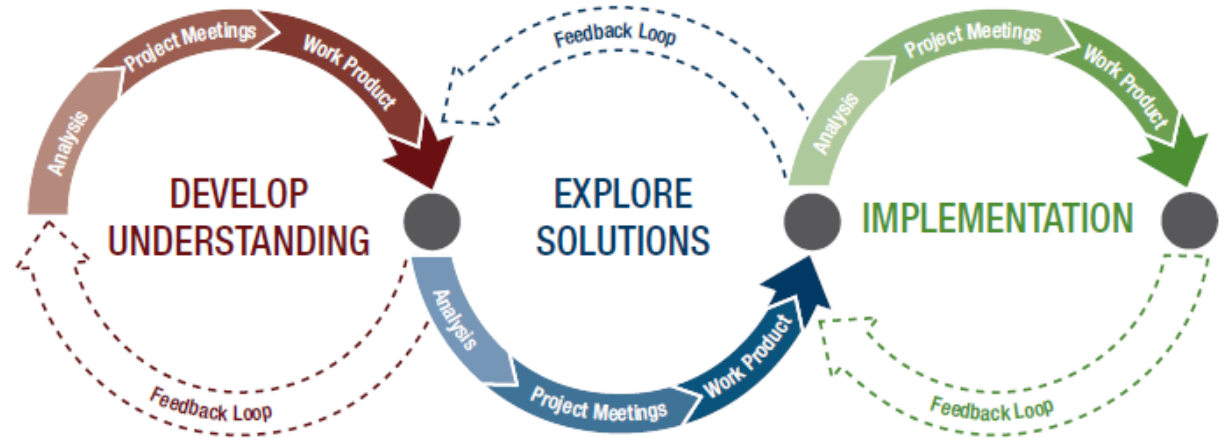 Analysis
Project Meetings
Work Product
DEVELOP
UNDERSTANDING
Feedback Loop
Feedback Loop
EXPLORE
SOLUTIONS
Analysis
Project Meetings
Work Product
Analysis
Project Meetings
Work Product
IMPLEMENTATION
Feedback Loop